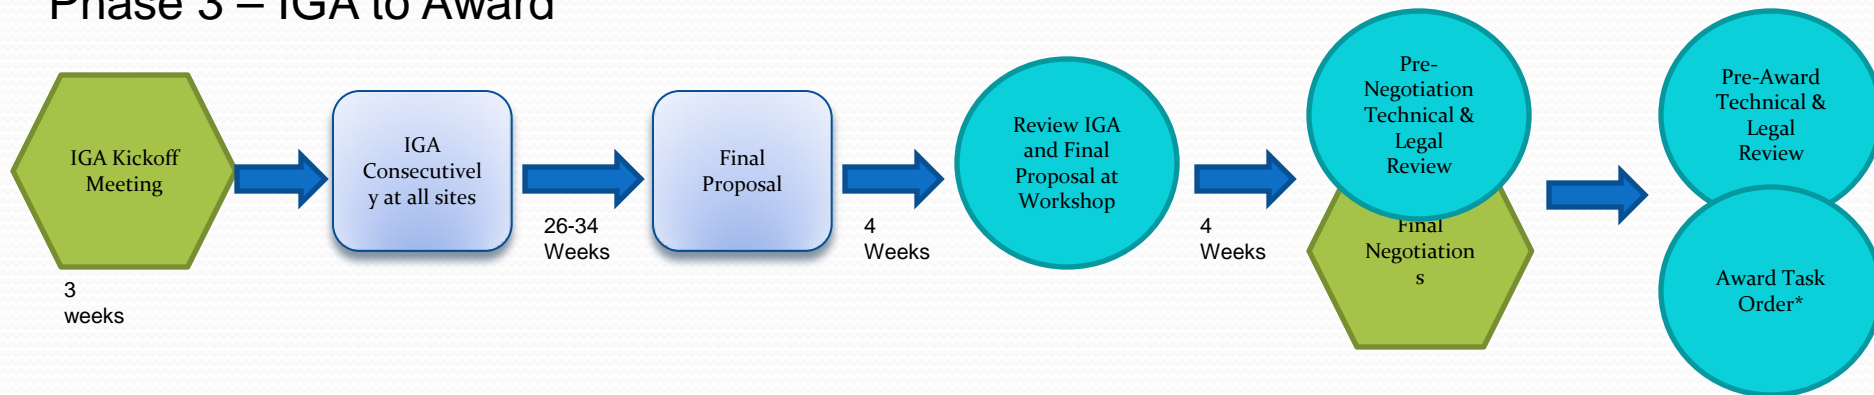 Phase 3 – IGA to Award
IGA Kickoff
Meeting
3
weeks
IGA
Consecutivel
y at all sites
26-34
Weeks
Final
Proposal
4
Weeks
Review IGA
and Final
Proposal at
Workshop
4
Weeks
Pre-
Negotiation
Technical &
Legal
Review
Final
Negotiation
s
Pre-Award
Technical &
Legal
Review
Award Task
Order*